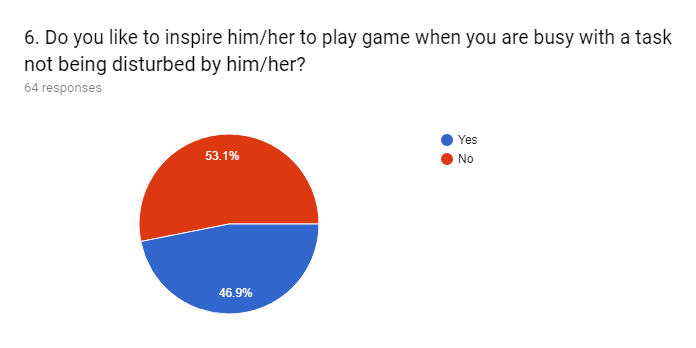 6. Do you like to inspire him/her to play game when you are busy with a task
not being disturbed by him/her?
64 responses
Yes
No
53.1%
46.9%